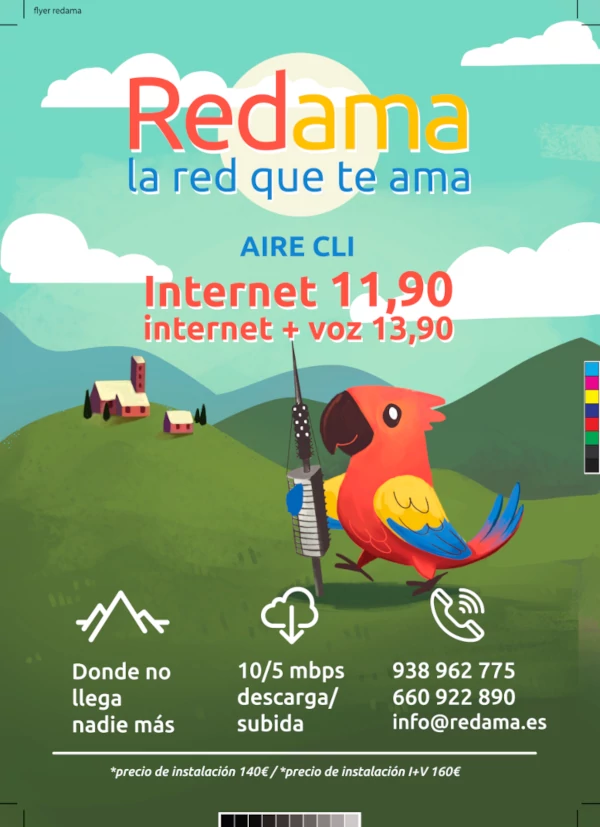 flyer redama
Redama
la red que te ama
AIRE CLI
Internet 11,90
internet + voz 13,90
Donde no
llega
nadie más
10/5 mbps
descarga/
subida
938 962 775
660 922 890
info@redama.es
*precio de instalación 140€ / *precio de instalación I+V 160€